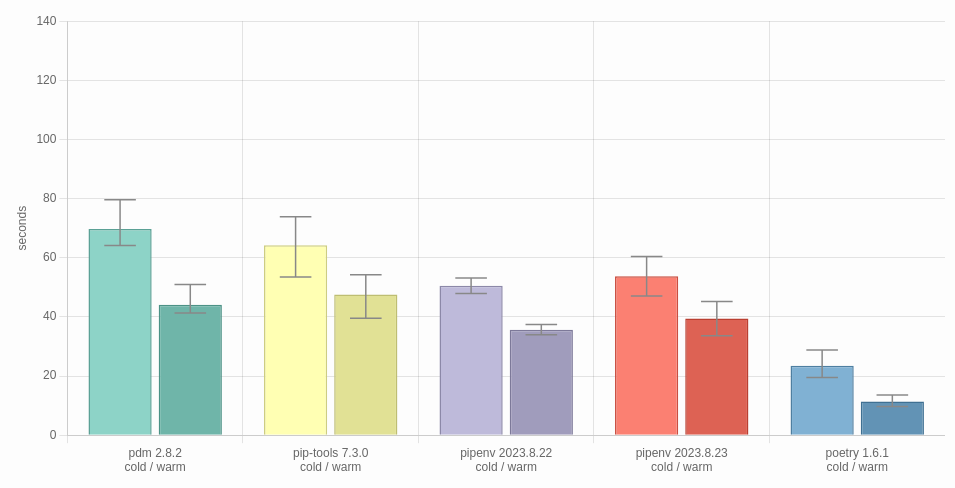 140
120
100
80
60
40
20
0
seconds
pdm 2.8.2
cold / warm
pip-tools 7.3.0
cold / warm
pipenv 2023.8.22
cold / warm
pipenv 2023.8.23
cold / warm
poetry 1.6.1
cold / warm